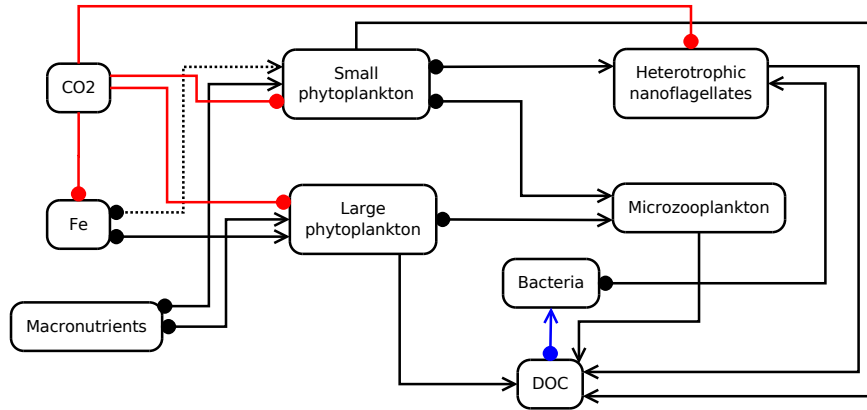 CO2
Small
phytoplankton
Heterotrophic
nanoflagellates
Fe
Large
phytoplankton
Microzooplankton
Bacteria
Macronutrients
DOC